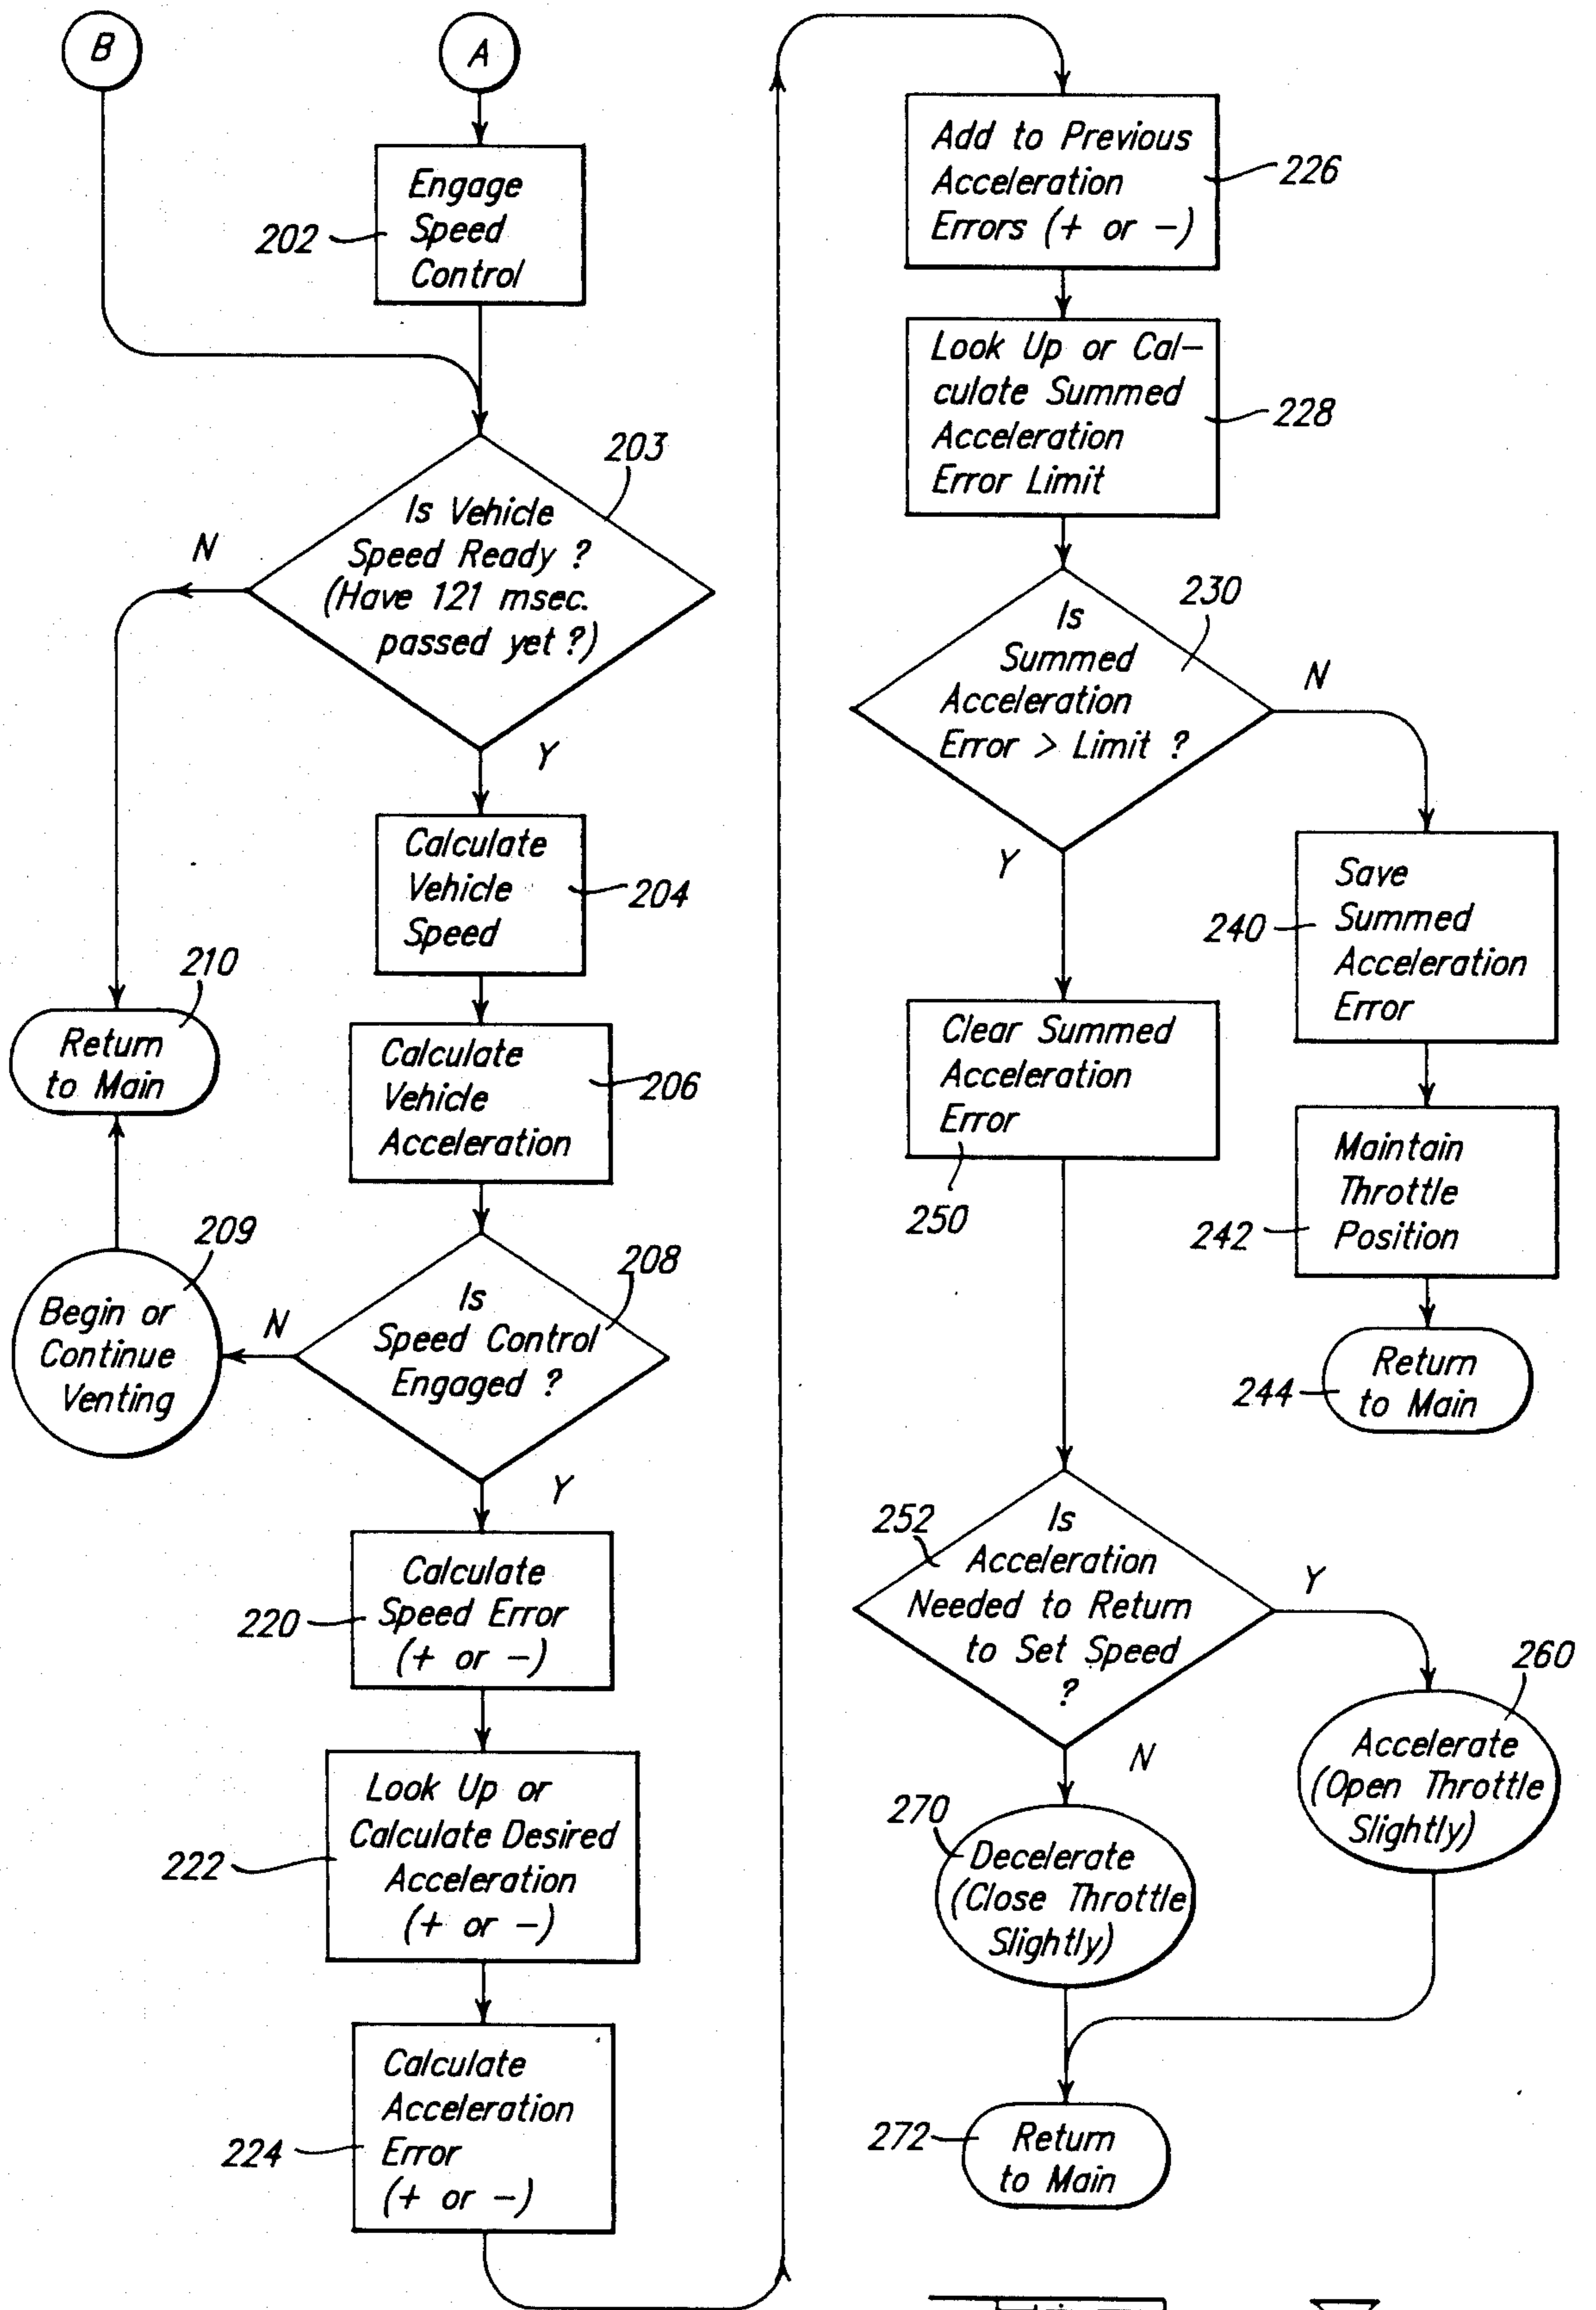 B
A
Engage
Speed
Control
202
203
Is Vehicle
Speed Ready ?
(Have 121 msec.
passed yet ?)
N
Y
Calculate
Vehicle
Speed
204
210
Return
to Main
Calculate
Vehicle
Acceleration
206
209
Begin or
Continue
Venting
N
208
Is
Speed Control
Engaged ?
Y
Calculate
Speed Error
(+ or -)
220
Look Up or
Calculate Desired
Acceleration
(+ or -)
222
Calculate
Acceleration
Error
(+ or -)
224
Add to Previous
Acceleration
Errors (+ or -)
226
Look Up or Cal-
culate Summed
Acceleration
Error Limit
228
230
Is
Summed
Acceleration
Error > Limit ?
N
Y
Save
Summed
Acceleration
Error
240
Clear Summed
Acceleration
Error
250
Maintain
Throttle
Position
242
Return
to Main
244
252
Is
Acceleration
Needed to Return
to Set Speed
?
Y
N
260
Accelerate
(Open Throttle
Slightly)
270
Decelerate
(Close Throttle
Slightly)
272
Return
to Main